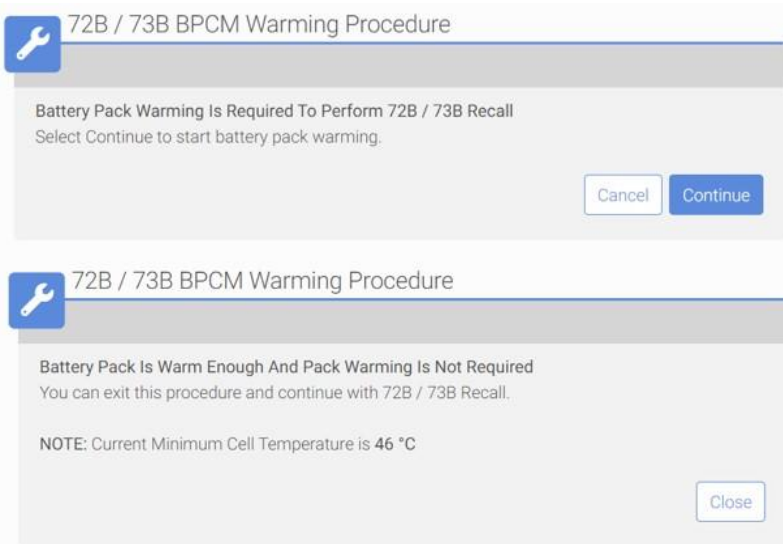 72B / 73B BPCM Warming Procedure
Battery Pack Warming Is Required To Perform 72B / 73B Recall
Select Continue to start battery pack warming.
Cancel
Continue
72B / 73B BPCM Warming Procedure
Battery Pack Is Warm Enough And Pack Warming Is Not Required
You can exit this procedure and continue with 72B / 73B Recall.
NOTE: Current Minimum Cell Temperature is 46 °C
Close